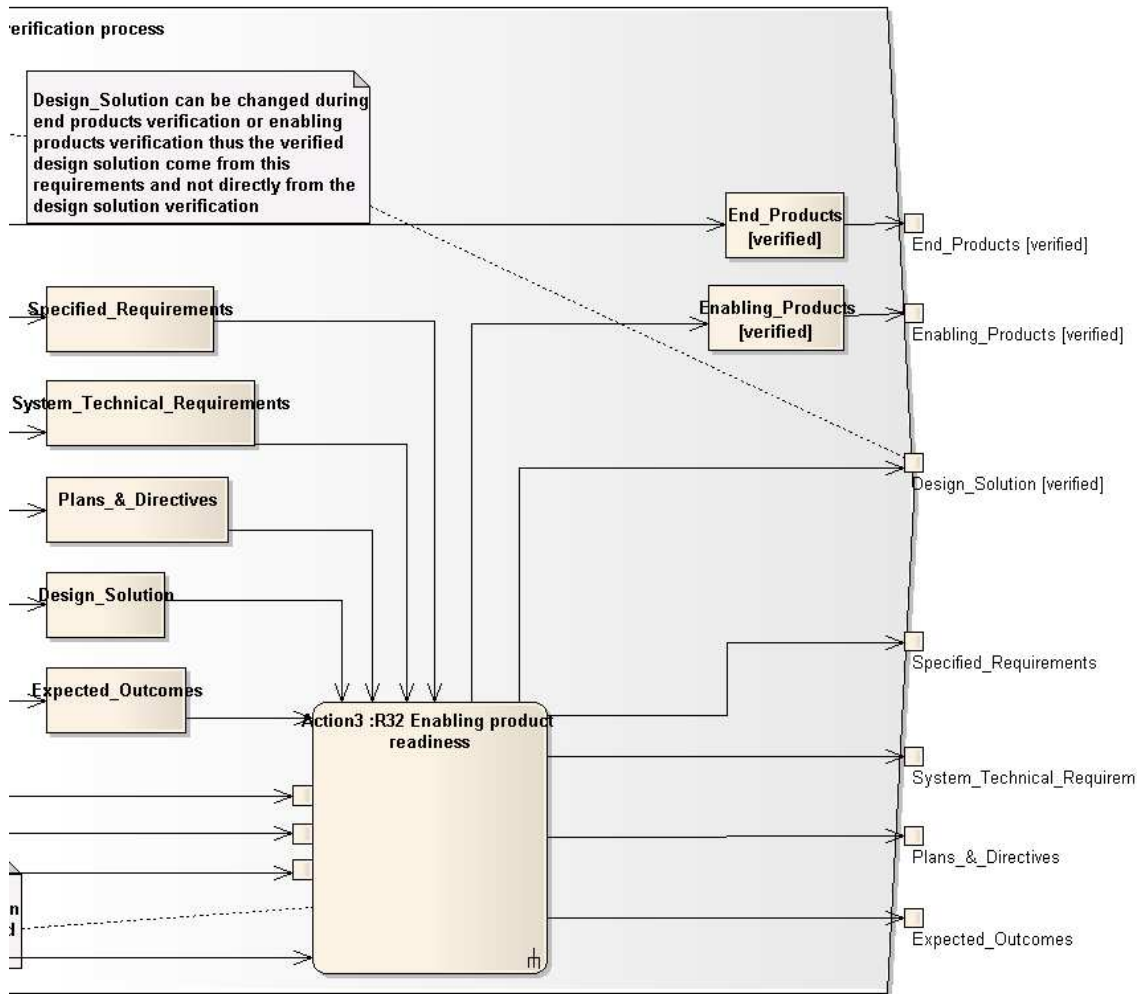 erification process
Design_Solution can be changed during
end products verification or enabling
products verification thus the verified
design solution come from this
requirements and not directly from the
design solution verification
End_Products
[verified]
End_Products [verified]
Specified_Requirements
Enabling_Products
[verified]
Enabling_Products [verified]
System_Technical_Requirements
Plans_&_Directives
Design_Solution [verified]
Design_Solution
Expected_Outcomes
Action3 :R32 Enabling product
readiness
Specified_Requirements
System_Technical_Requirem
Plans_&_Directives
n
d
Expected_Outcomes